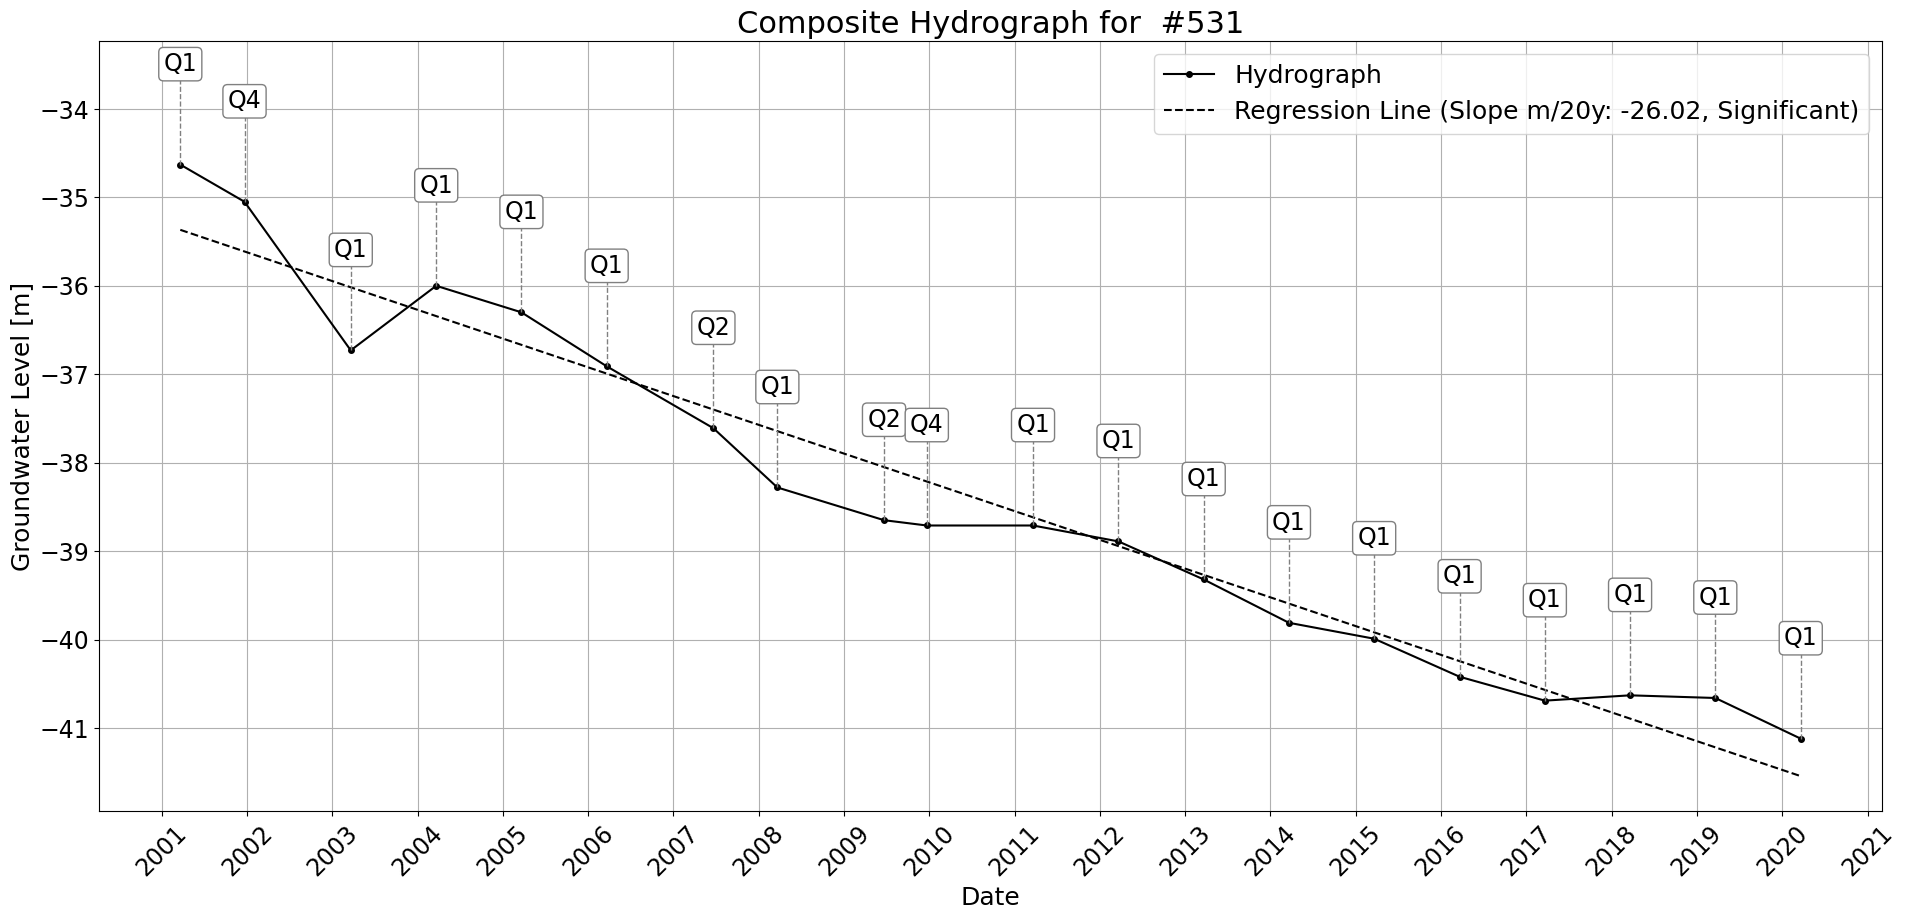 Composite Hydrograph for  #531
Hydrograph
Regression Line (Slope m/20y: -26.02, Significant)
Groundwater Level [m]
−34
−35
−36
−37
−38
−39
−40
−41
Q1
Q4
Q1
Q1
Q1
Q1
Q2
Q1
Q2
Q4
Q1
Q1
Q1
Q1
Q1
Q1
Q1
Q1
Q1
Q1
2001
2002
2003
2004
2005
2006
2007
2008
2009
2010
2011
2012
2013
2014
2015
2016
2017
2018
2019
2020
2021
Date